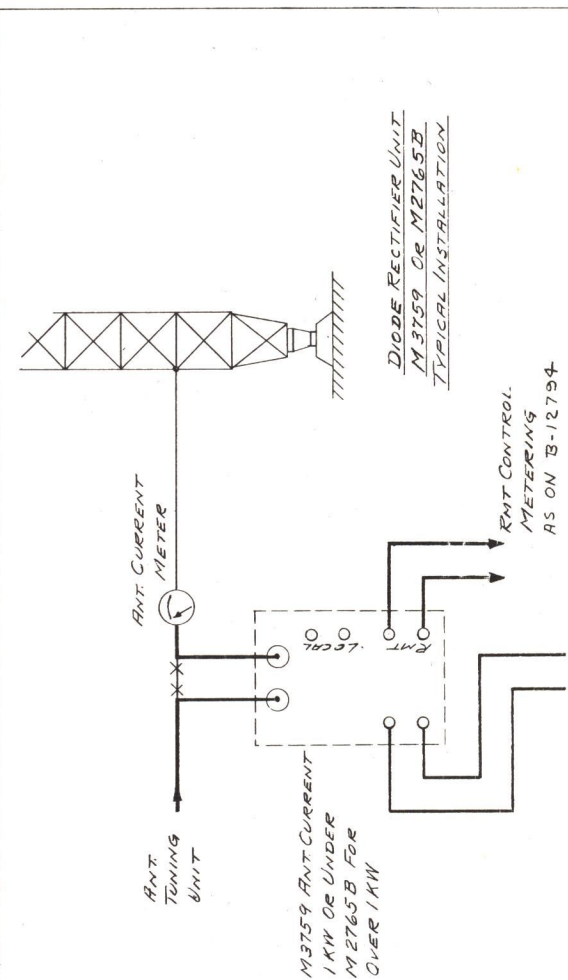 ANT. CURRENT
METER
ANT.
TUNING
UNIT
DIODE RECTIFIER UNIT
M3759 OR M2765B
TYPICAL INSTALLATION
LOCAL
RMT
M3759 ANT. CURRENT
1 KW OR UNDER
M2765B FOR
OVER 1 KW
RMT CONTROL.
METERING
AS ON B-12794